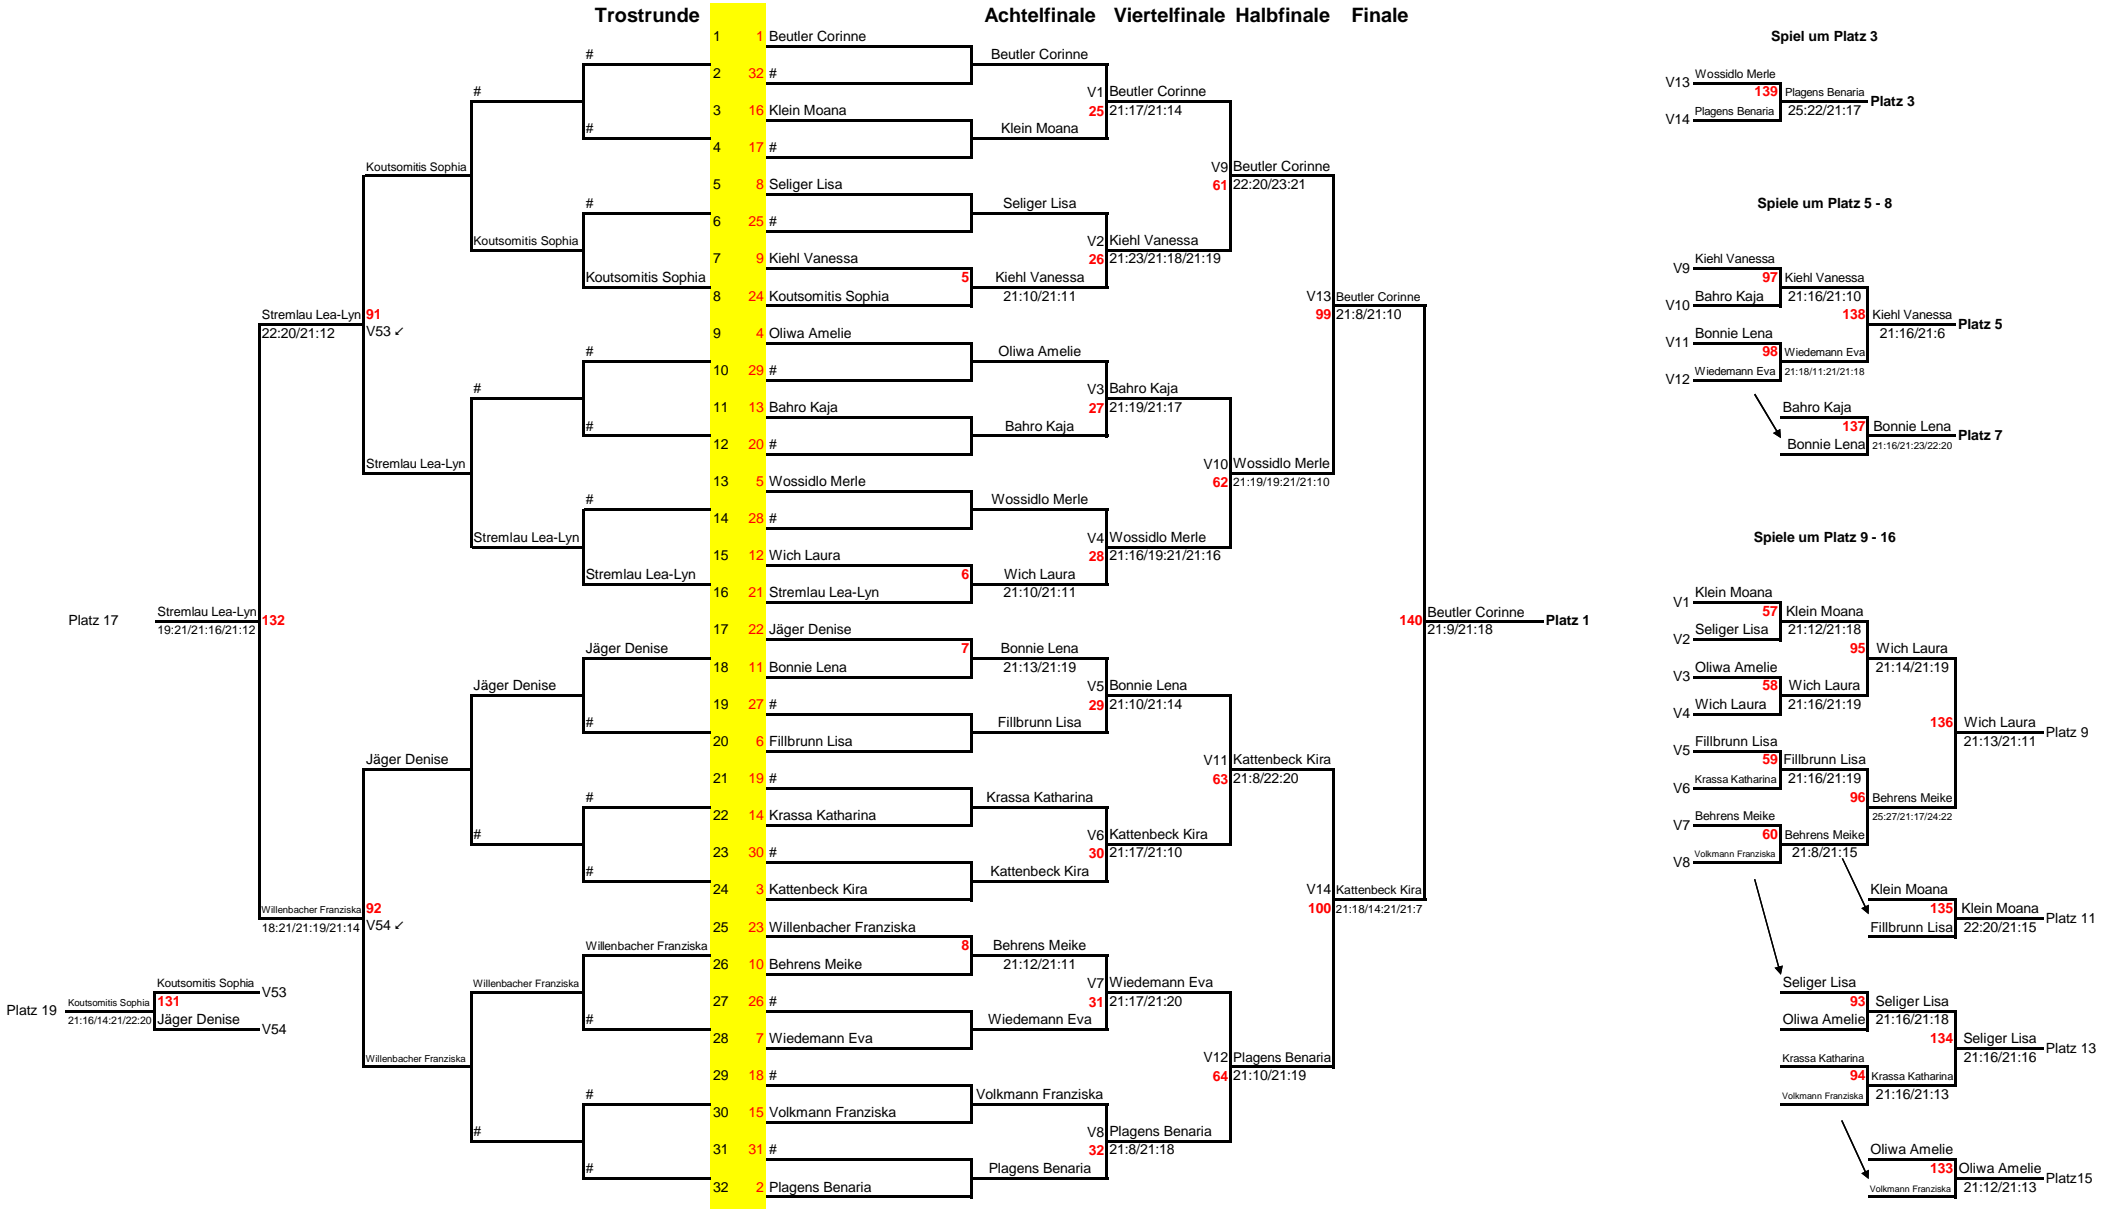 Trostrunde Achtelfinale Viertelfinale Halbfinale Finale
1 1 Beutler Corinne
2 32 #
3 16 Klein Moana
4 17 #
5 8 Seliger Lisa
6 25 #
7 9 Kiehl Vanessa
5
8 24 Koutsomitis Sophia
9 4 Oliwa Amelie
10 29 #
11 13 Bahro Kaja
12 20 #
13 5 Wossidlo Merle
14 28 #
15 12 Wich Laura
6
16 21 Stremlau Lea-Lyn
17 22 Jäger Denise
7
18 11 Bonnie Lena
19 27 #
20 6 Fillbrunn Lisa
21 19 #
22 14 Krassa Katharina
23 30 #
24 3 Kattenbeck Kira
25 23 Willenbacher Franziska
8
26 10 Behrens Meike
27 26 #
28 7 Wiedemann Eva
29 18 #
30 15 Volkmann Franziska
31 31 #
32 2 Plagens Benaria
#
#
#
Koutsomitis Sophia
#
#
#
Stremlau Lea-Lyn
Jäger Denise
#
#
#
Willenbacher Franziska
#
#
#
#
Koutsomitis Sophia
#
Stremlau Lea-Lyn
Jäger Denise
#
Willenbacher Franziska
#
Koutsomitis Sophia
Stremlau Lea-Lyn
Jäger Denise
Willenbacher Franziska
Stremlau Lea-Lyn 91
22:20/21:12 V53 ↙
Willenbacher Franziska 92
18:21/21:19/21:14 V54 ↙
Platz 17 Stremlau Lea-Lyn 132
19:21/21:16/21:12
Koutsomitis Sophia V53
Platz 19 Koutsomitis Sophia 131
21:16/14:21/22:20 Jäger Denise V54
Beutler Corinne
Klein Moana
Seliger Lisa
Kiehl Vanessa
21:10/21:11
Oliwa Amelie
Bahro Kaja
Wossidlo Merle
Wich Laura
21:10/21:11
Bonnie Lena
21:13/21:19
Fillbrunn Lisa
Krassa Katharina
Kattenbeck Kira
Behrens Meike
21:12/21:11
Wiedemann Eva
Volkmann Franziska
Plagens Benaria
V1 Beutler Corinne
25 21:17/21:14
V2 Kiehl Vanessa
26 21:23/21:18/21:19
V3 Bahro Kaja
27 21:19/21:17
V4 Wossidlo Merle
28 21:16/19:21/21:16
V5 Bonnie Lena
29 21:10/21:14
V6 Kattenbeck Kira
30 21:17/21:10
V7 Wiedemann Eva
31 21:17/21:20
V8 Plagens Benaria
32 21:8/21:18
V9 Beutler Corinne
61 22:20/23:21
V10 Wossidlo Merle
62 21:19/19:21/21:10
V11 Kattenbeck Kira
63 21:8/22:20
V12 Plagens Benaria
64 21:10/21:19
V13 Beutler Corinne
99 21:8/21:10
V14 Kattenbeck Kira
100 21:18/14:21/21:7
140 Beutler Corinne Platz 1
21:9/21:18
Spiel um Platz 3
V13 Wossidlo Merle
139 Plagens Benaria Platz 3
V14 Plagens Benaria 25:22/21:17
Spiele um Platz 5 - 8
V9 Kiehl Vanessa
97 Kiehl Vanessa
V10 Bahro Kaja 21:16/21:10
138 Kiehl Vanessa Platz 5
21:16/21:6
V11 Bonnie Lena
98 Wiedemann Eva
V12 Wiedemann Eva 21:18/11:21/21:18
Bahro Kaja
137 Bonnie Lena Platz 7
Bonnie Lena 21:16/21:23/22:20
Spiele um Platz 9 - 16
V1 Klein Moana
57 Klein Moana
V2 Seliger Lisa 21:12/21:18
95 Wich Laura
21:14/21:19
V3 Oliwa Amelie
58 Wich Laura
V4 Wich Laura 21:16/21:19
136 Wich Laura Platz 9
21:13/21:11
V5 Fillbrunn Lisa
59 Fillbrunn Lisa
V6 Krassa Katharina 21:16/21:19
96 Behrens Meike
25:27/21:17/24:22
V7 Behrens Meike
60 Behrens Meike
V8 Volkmann Franziska 21:8/21:15
Klein Moana
135 Klein Moana Platz 11
Fillbrunn Lisa 22:20/21:15
Seliger Lisa
93 Seliger Lisa
Oliwa Amelie 21:16/21:18
134 Seliger Lisa Platz 13
21:16/21:16
Krassa Katharina
94 Krassa Katharina
Volkmann Franziska 21:16/21:13
Oliwa Amelie
133 Oliwa Amelie Platz15
Volkmann Franziska 21:12/21:13